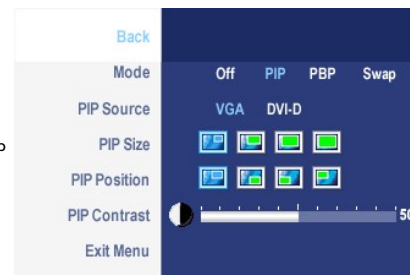 Back
Mode Off PIP PBP Swap
PIP Source VGA DVI-D
PIP Size
PIP Position
PIP Contrast 50
Exit Menu